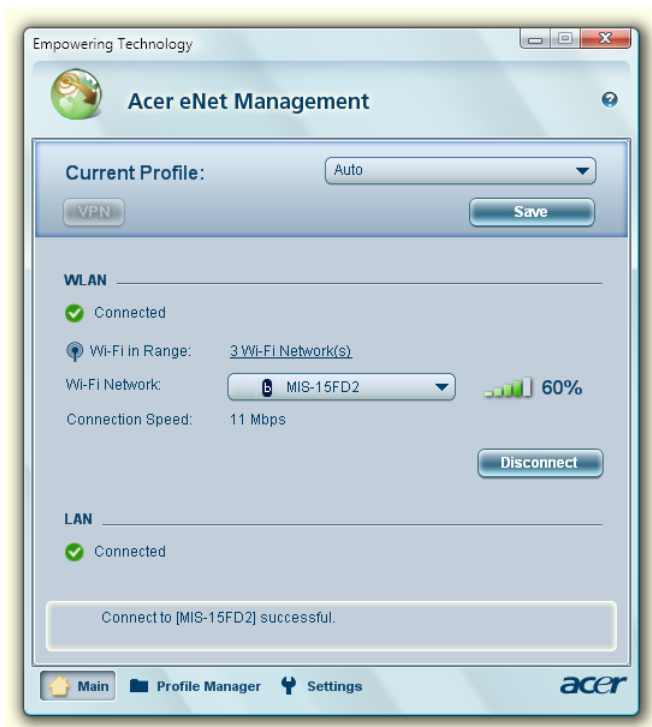 Empowering Technology
Acer eNet Management
Current Profile: Auto
VPN Save
WLAN
Connected
Wi-Fi in Range: 3 Wi-Fi Network(s)
Wi-Fi Network: b MIS-15FD2 60%
Connection Speed: 11 Mbps
Disconnect
LAN
Connected
Connect to [MIS-15FD2] successful.
Main Profile Manager Settings acer